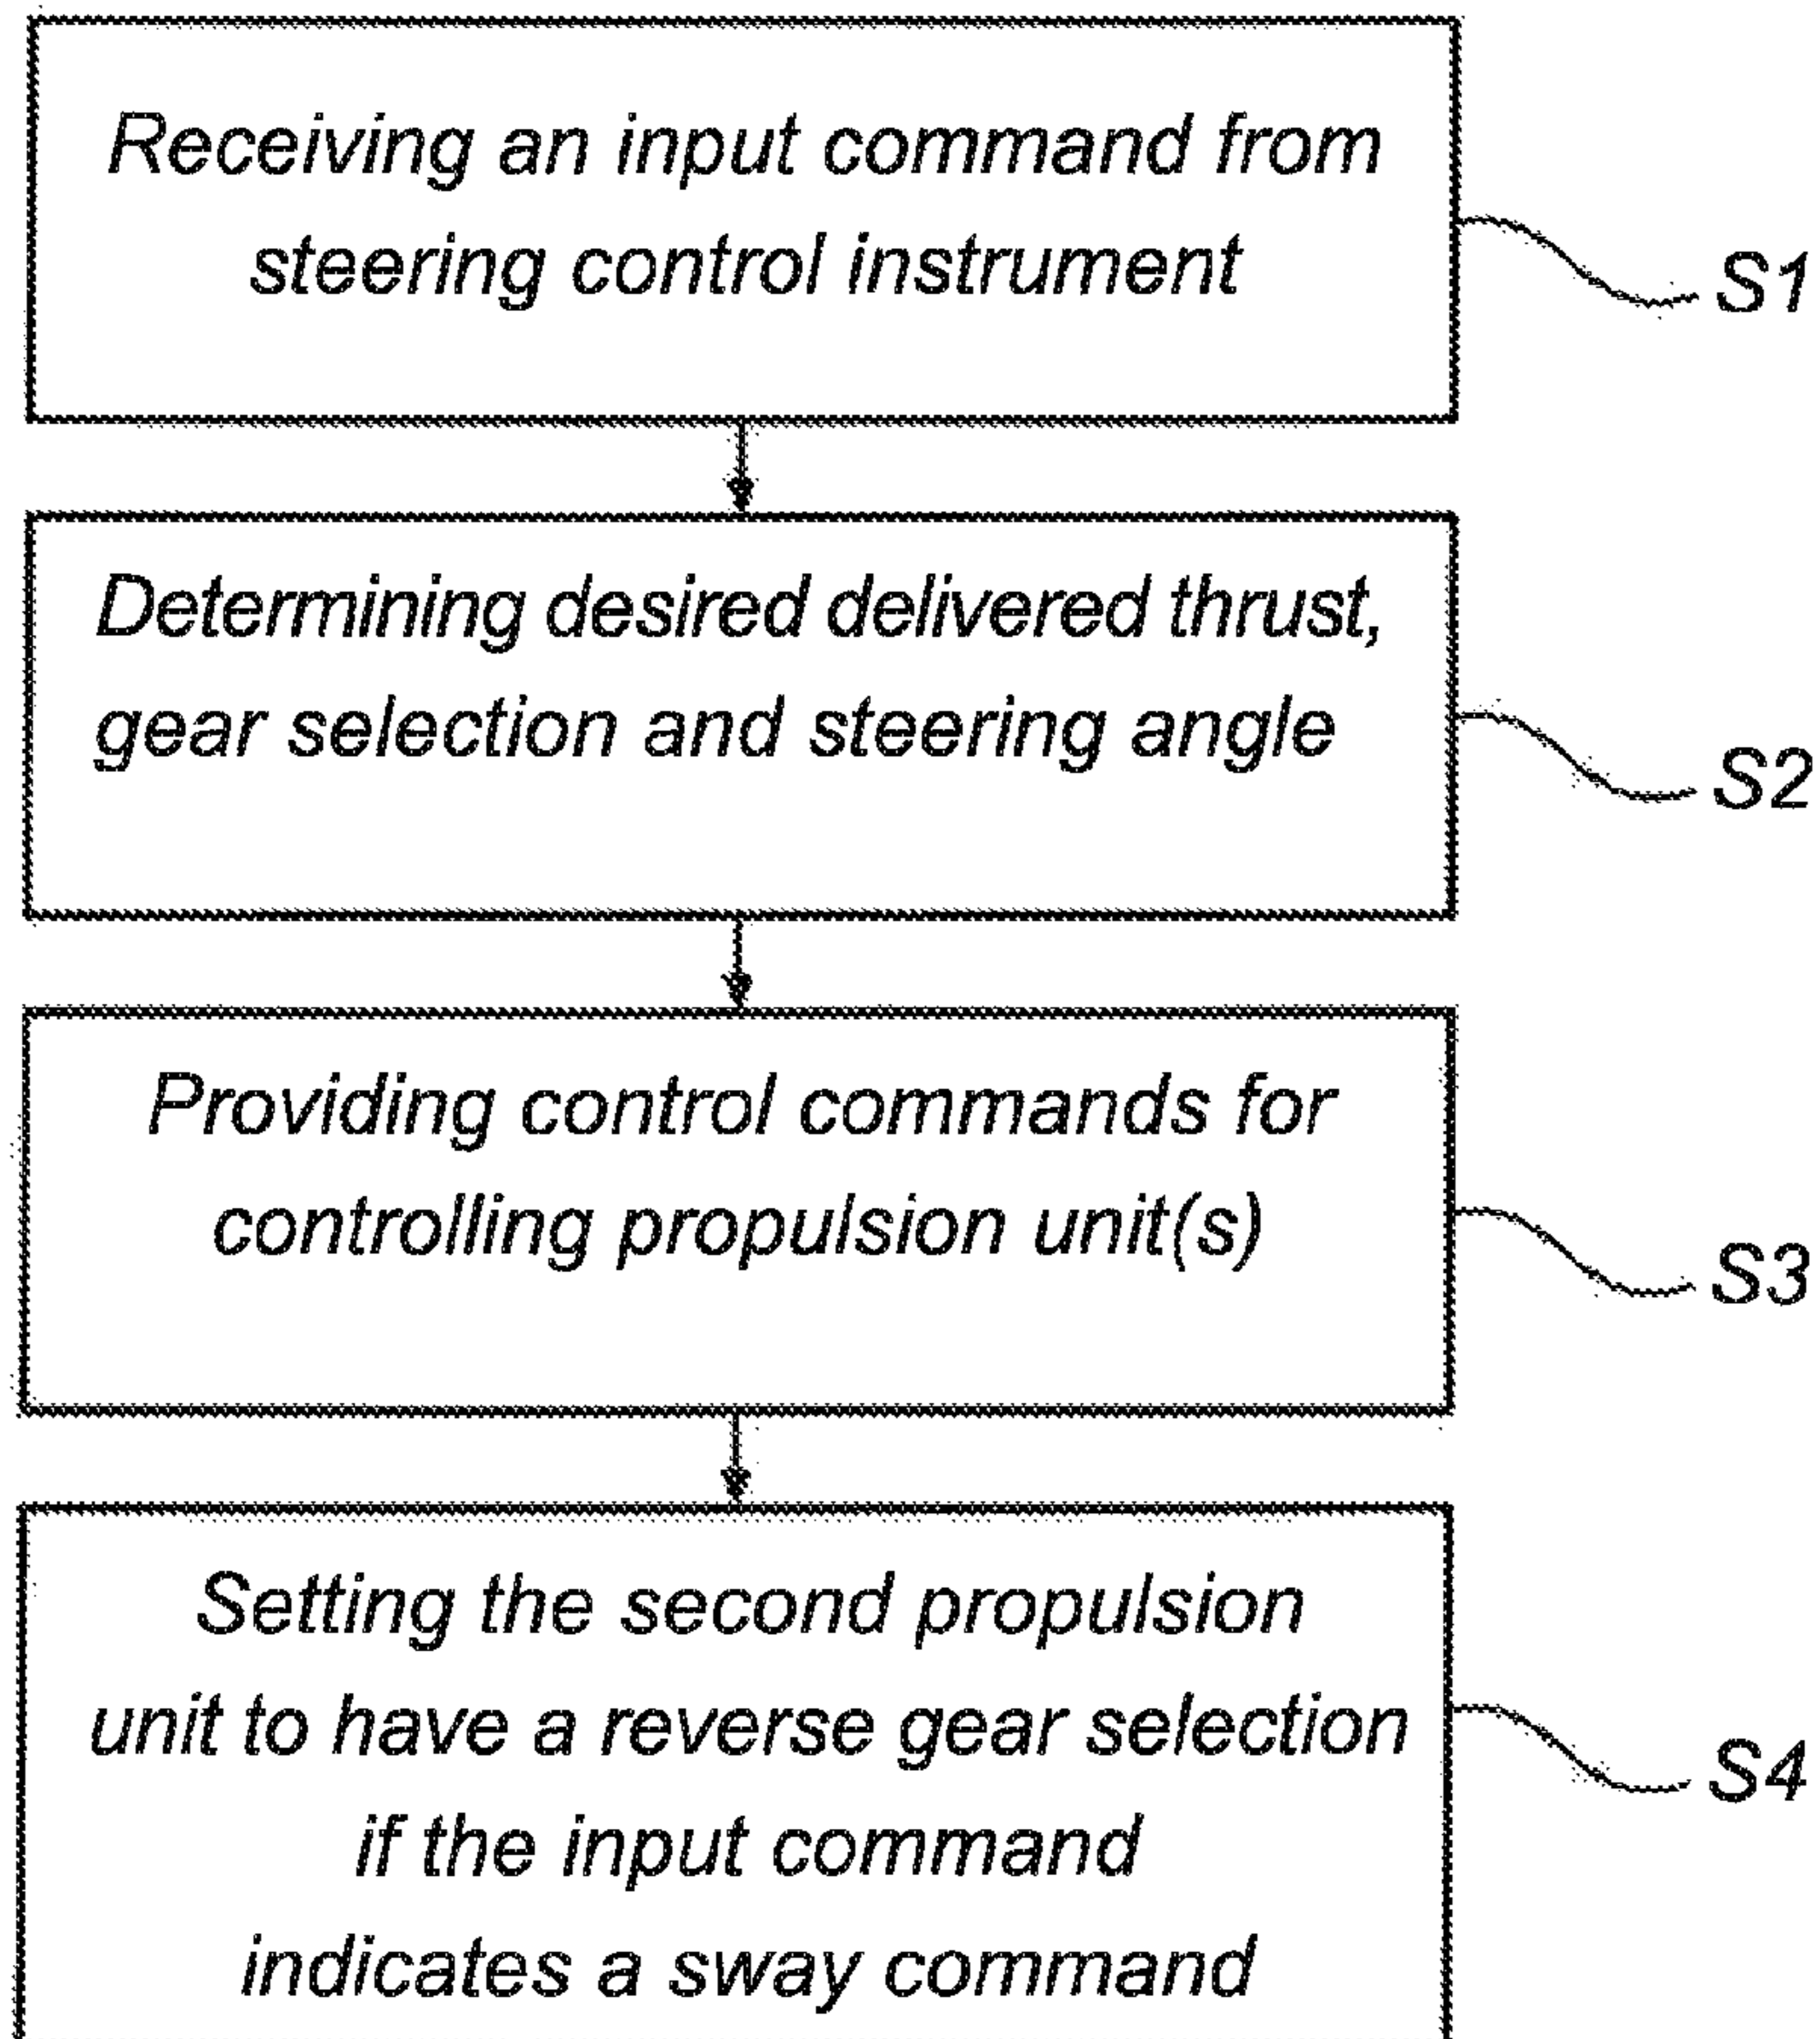 Receiving an input command from
steering control instrument
S1
Determining desired delivered thrust,
gear selection and steering angle
S2
Providing control commands for
controlling propulsion unit(s)
S3
Setting the second propulsion
unit to have a reverse gear selection
if the input command
indicates a sway command
S4